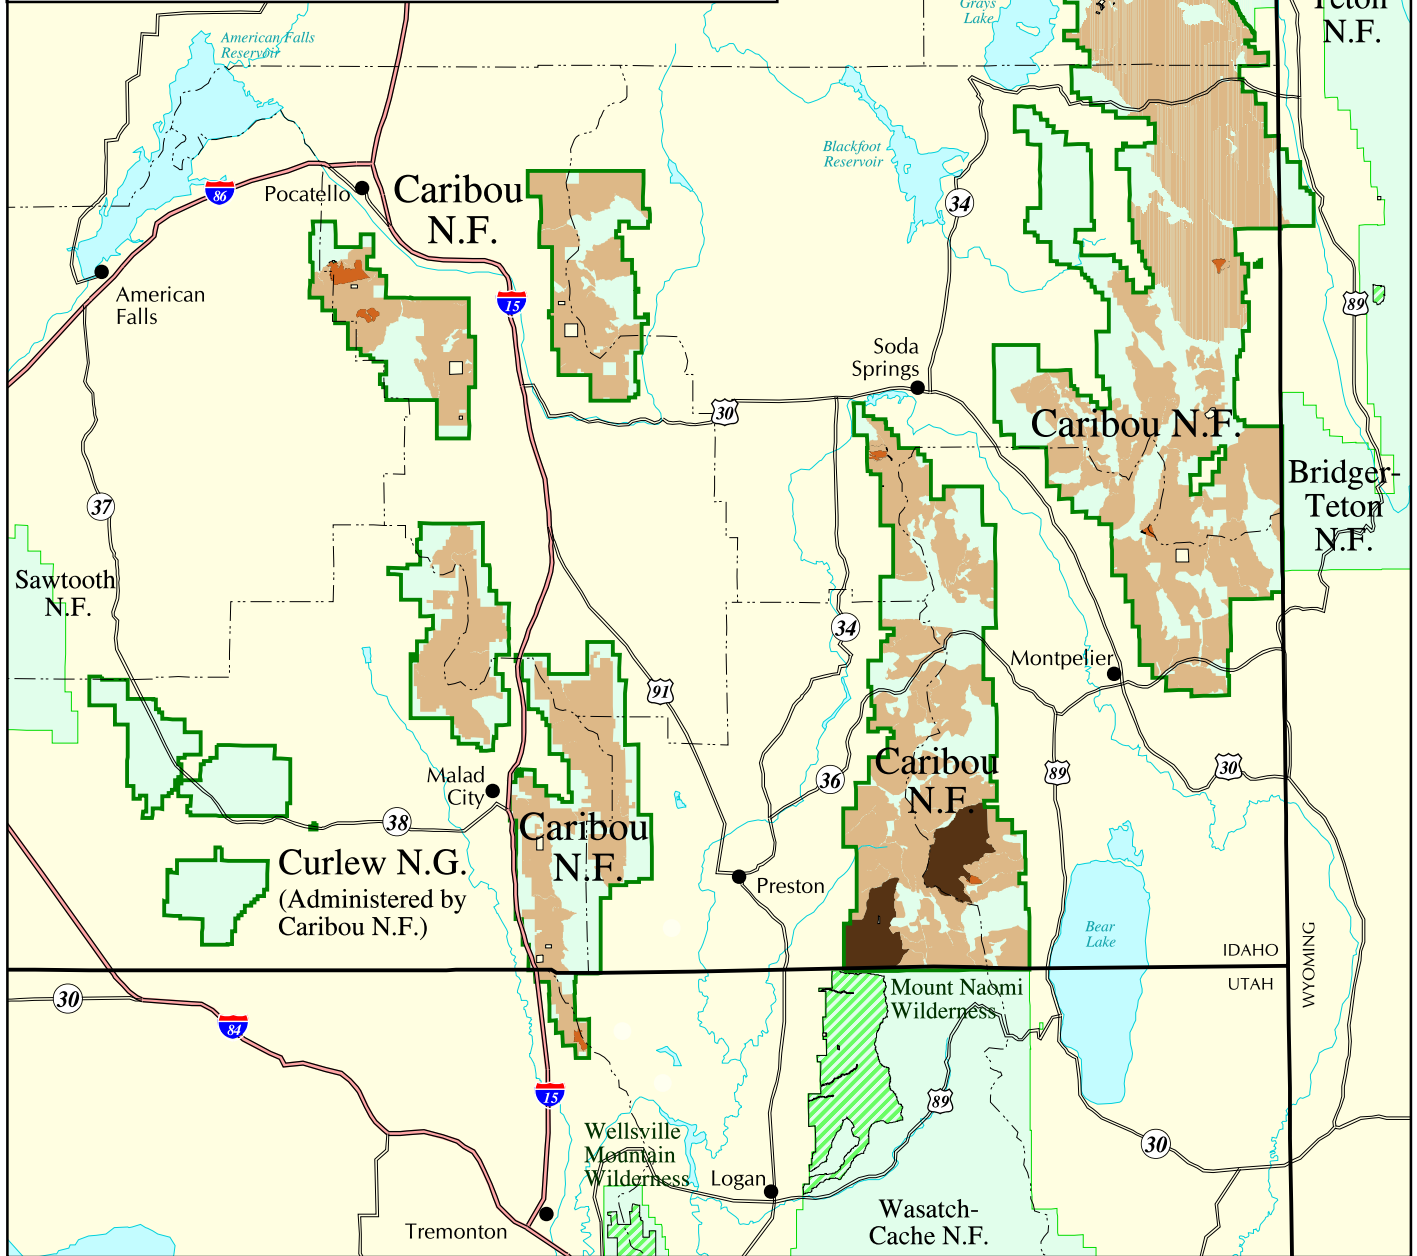 Grays
Lake
Teton
N.F.
American Falls
Reservoir
Blackfoot
Reservoir
86
Pocatello
Caribou
N.F.
34
American
Falls
15
89
Soda
Springs
30
Caribou N.F.
Bridger-
Teton
N.F.
37
Sawtooth
N.F.
34
Montpelier
91
Caribou
N.F.
Malad
City
36
89
30
38
Caribou
N.F.
Curlew N.G.
(Administered by
Caribou N.F.)
Preston
Bear
Lake
IDAHO
UTAH
WYOMING
30
84
Mount Naomi
Wilderness
15
89
30
Wellsville
Mountain
Wilderness
Logan
Tremonton
Wasatch-
Cache N.F.